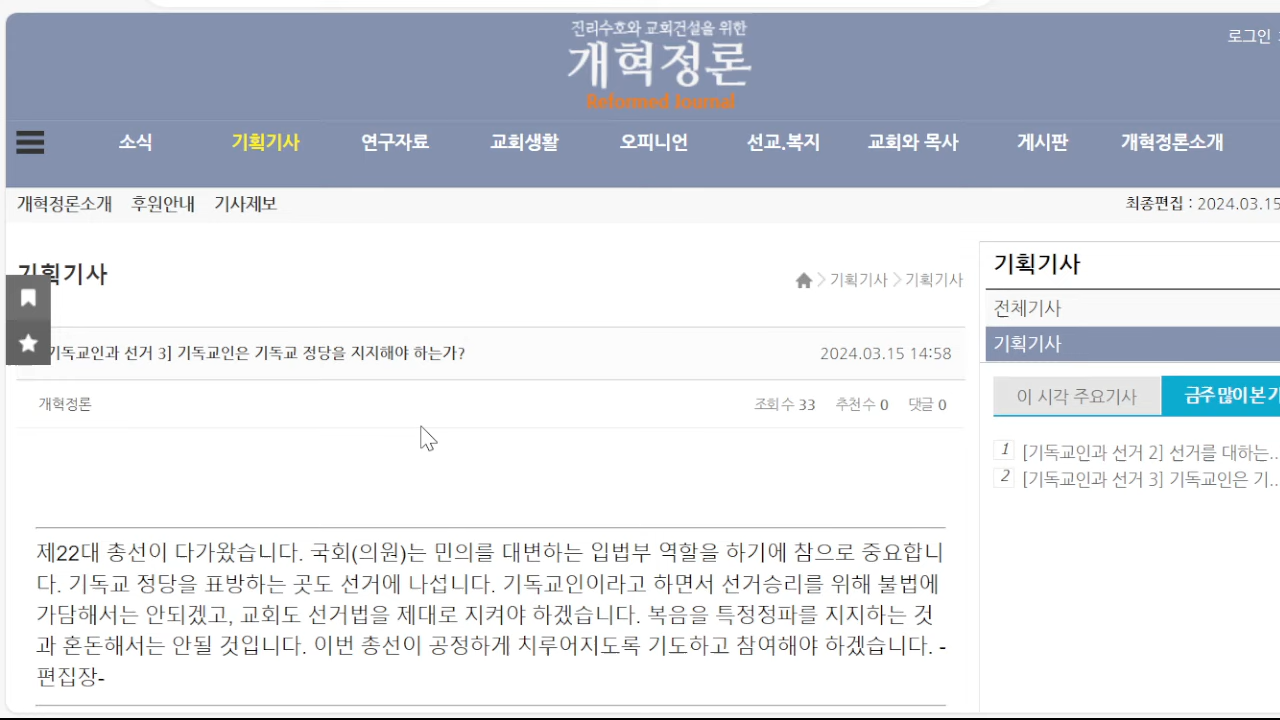 진리수호와 교회건설을 위한
개혁정론
Reformed Journal
로그인
소식 기획기사 연구자료 교회생활 오피니언 선교.복지 교회와 목사 게시판 개혁정론소개
개혁정론소개 후원안내 기사제보
최종편집 : 2024.03.15
기획기사
기획기사 기획기사
기독교인과 선거 3] 기독교인은 기독교 정당을 지지해야 하는가?
2024.03.15 14:58
개혁정론
조회 수 33 추천 수 0 댓글 0
제22대 총선이 다가왔습니다. 국회(의원)는 민의를 대변하는 입법부 역할을 하기에 참으로 중요합니
다. 기독교 정당을 표방하는 곳도 선거에 나섭니다. 기독교인이라고 하면서 선거승리를 위해 불법에
가담해서는 안되겠고, 교회도 선거법을 제대로 지켜야 하겠습니다. 복음을 특정정파를 지지하는 것
과 혼돈해서는 안될 것입니다. 이번 총선이 공정하게 치루어지도록 기도하고 참여해야 하겠습니다. -
편집장-
기획기사
전체기사
기획기사
이 시각 주요기사
금주 많이 본 기
1 [기독교인과 선거 2] 선거를 대하는..
2 [기독교인과 선거 3] 기독교인은 기..